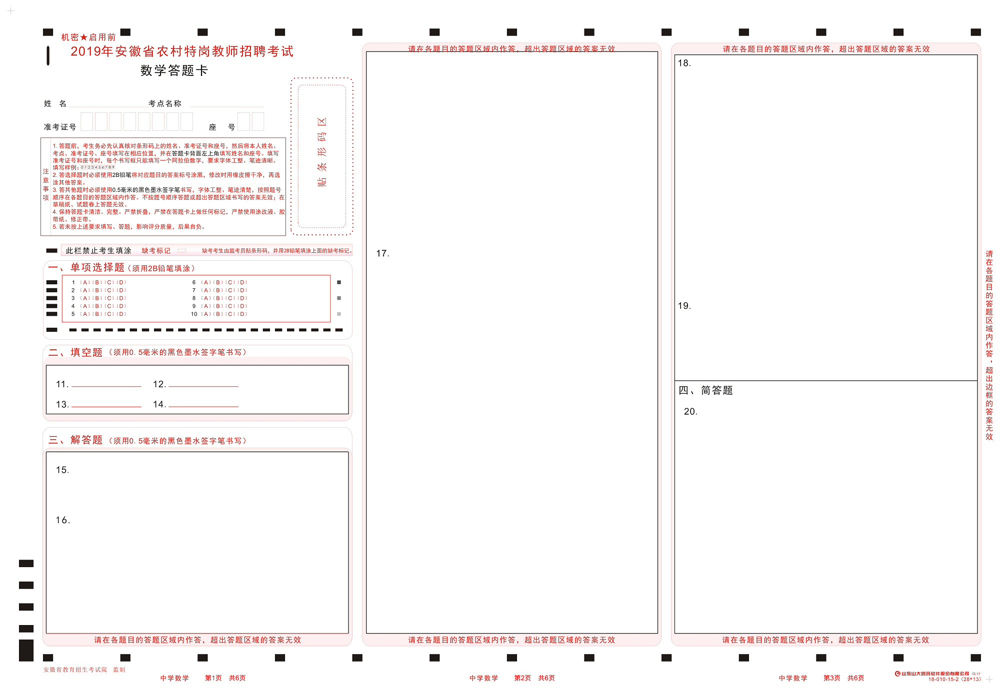 机密★启用前
2019年安徽省农村特岗教师招聘考试
数学答题卡
姓 名 考点名称
准考证号 座 号
贴条形码区
注意事项
1.答题前，考生务必先认真核对条形码上的姓名、准考证号和座号，然后将本人姓名、
考点、准考证号、座号填写在相应位置，并在答题卡背面左上角填写姓名和座号。填写
准考证号和座号时，每个书写框只能填写一个阿拉伯数字，要求字体工整、笔迹清晰。
填写样例：0123456789
2.答选择题时必须使用2B铅笔将对应题目的答案标号涂黑，修改时用橡皮擦干净，再选
涂其他答案。
3.答其他题时必须使用0.5毫米的黑色墨水签字笔书写，字体工整、笔迹清楚，按照题号
顺序在各题目的答题区域内作答。不按题号顺序答题或超出答题区域书写的答案无效；在
草稿纸、试题卷上答题无效。
4.保持答题卡清洁、完整。严禁折叠，严禁在答题卡上做任何标记，严禁使用涂改液、胶
带纸、修正带。
5.若未按上述要求填写、答题，影响评分质量，后果自负。
此栏禁止考生填涂 缺考标记 缺考考生由监考员贴条形码，并用2B铅笔填涂上面的缺考标记。
一、单项选择题（须用2B铅笔填涂）
1 [A] [B] [C] [D] 6 [A] [B] [C] [D]
2 [A] [B] [C] [D] 7 [A] [B] [C] [D]
3 [A] [B] [C] [D] 8 [A] [B] [C] [D]
4 [A] [B] [C] [D] 9 [A] [B] [C] [D]
5 [A] [B] [C] [D] 10 [A] [B] [C] [D]
二、填空题（须用0.5毫米的黑色墨水签字笔书写）
11. 12.
13. 14.
三、解答题（须用0.5毫米的黑色墨水签字笔书写）
15.
16.
请在各题目的答题区域内作答，超出答题区域的答案无效
安徽省教育招生考试院 监制
中学数学 第1页 共6页
请在各题目的答题区域内作答，超出答题区域的答案无效
17.
请在各题目的答题区域内作答，超出答题区域的答案无效
中学数学 第2页 共6页
请在各题目的答题区域内作答，超出答题区域的答案无效
18.
19.
四、简答题
20.
请在各题目的答题区域内作答，超出答题区域的答案无效
请在各题目的答题区域内作答，超出边框的答案无效
中学数学 第3页 共6页
山东山大鸥玛软件股份有限公司 设计
18-010-15-2（28*13）